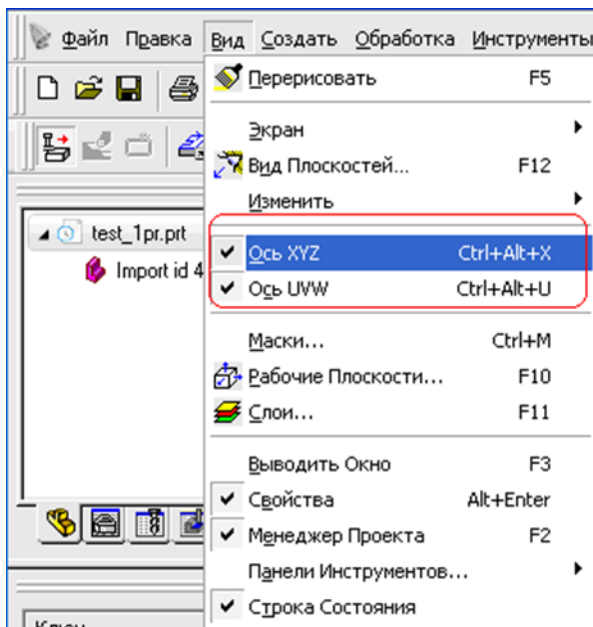 Файл Правка Вид Создать Обработка Инструменты
Перерисовать F5
Экран
Вид Плоскостей... F12
Изменить
test_1pr.prt
Ось XYZ Ctrl+Alt+X
Import id 4
Ось UVW Ctrl+Alt+U
Маски... Ctrl+M
Рабочие Плоскости... F10
Слои... F11
Выводить Окно F3
Свойства Alt+Enter
Менеджер Проекта F2
Панели Инструментов...
Строка Состояния